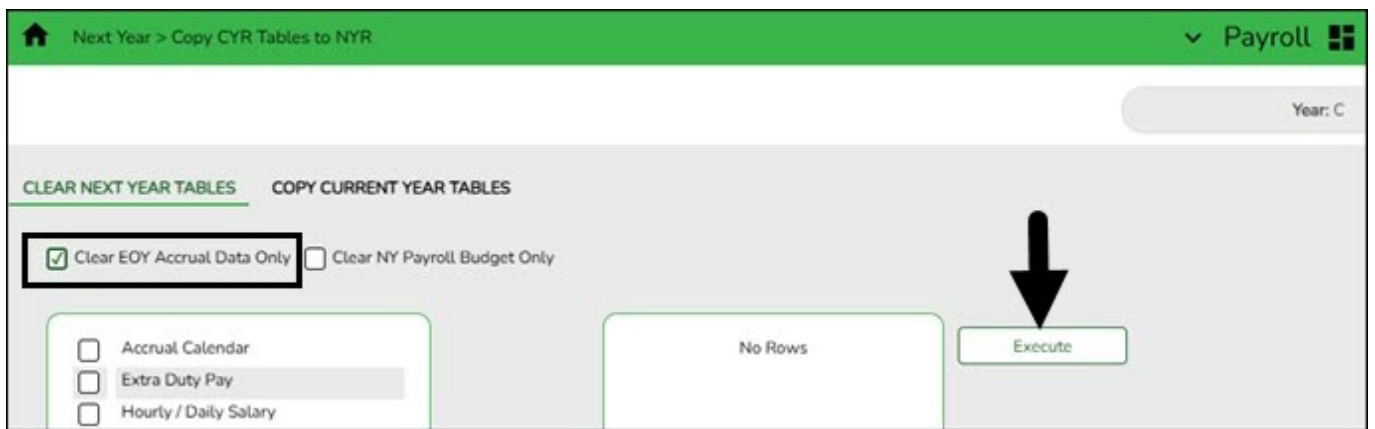 Next Year > Copy CYR Tables to NYR
Payroll
Year: C
CLEAR NEXT YEAR TABLES
COPY CURRENT YEAR TABLES
Clear EOY Accrual Data Only
Clear NY Payroll Budget Only
Accrual Calendar
Extra Duty Pay
Hourly / Daily Salary
No Rows
Execute